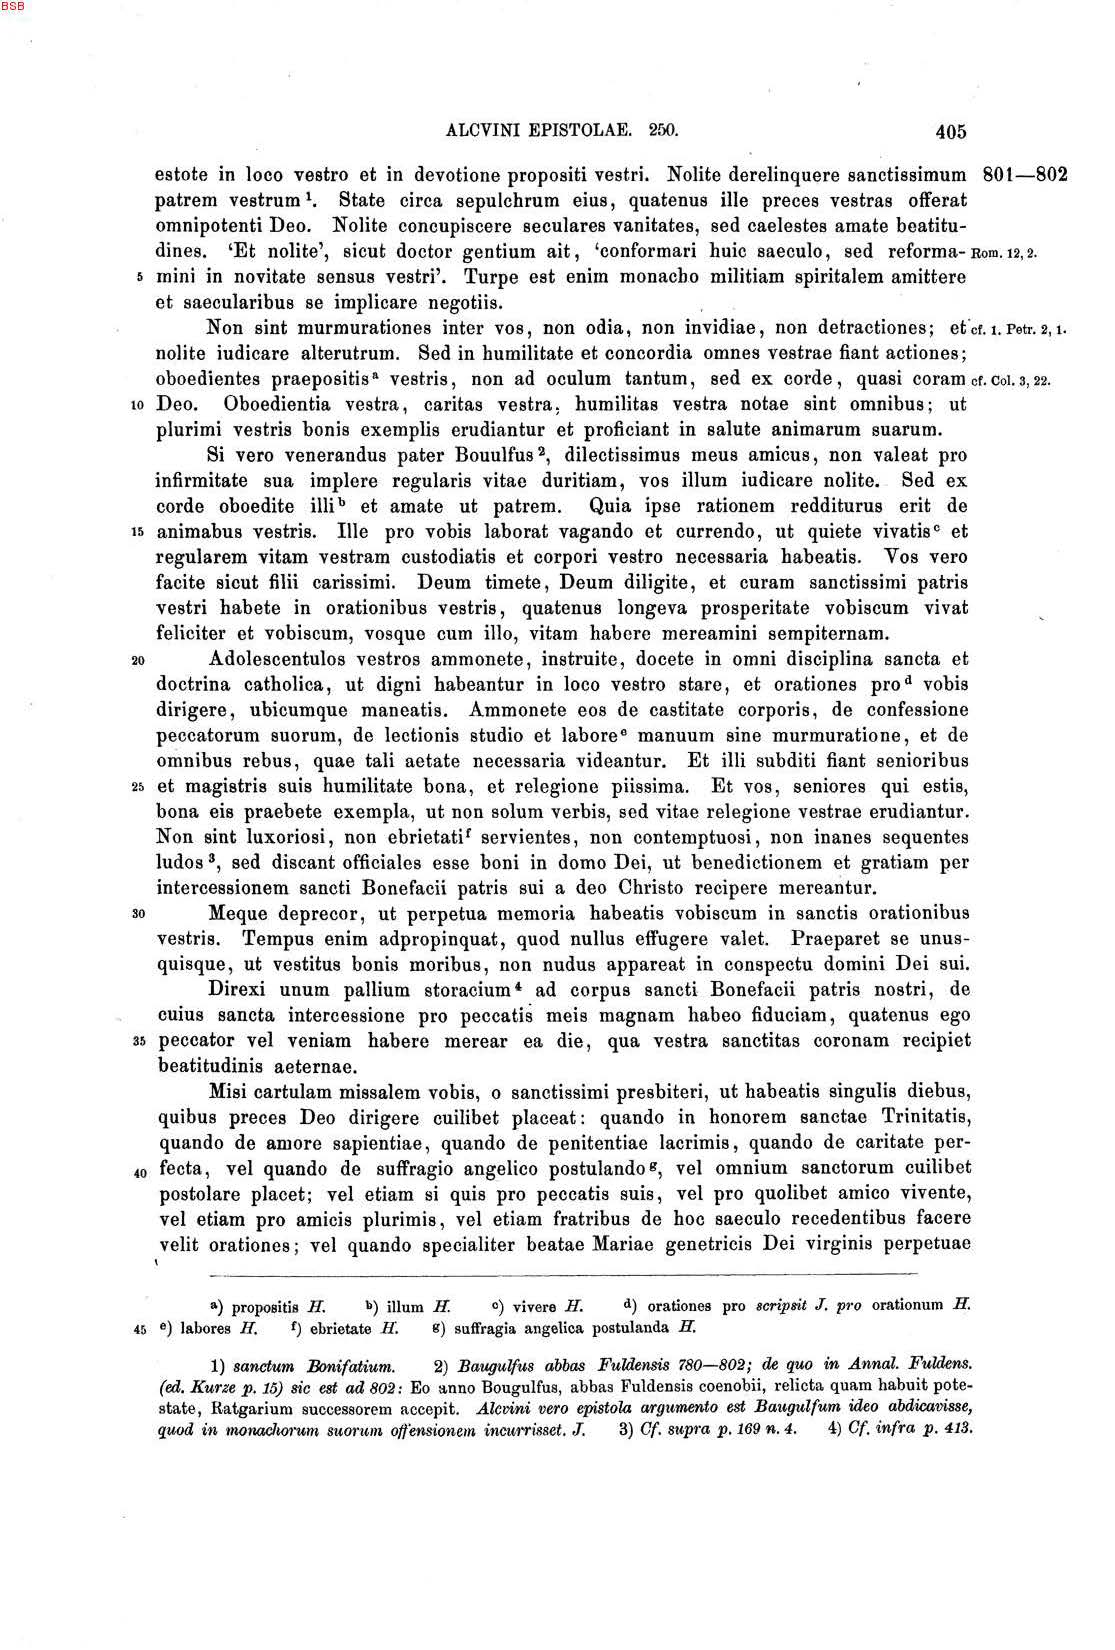 BSB
ALCVINI EPISTOLAE. 250. 405
estote in loco vestro et in devotione propositi vestri. Nolite derelinquere sanctissimum 801—802
patrem vestrum¹. State circa sepulchrum eius, quatenus ille preces vestras offerat
omnipotenti Deo. Nolite concupiscere seculares vanitates, sed caelestes amate beatitu-
dines. ‘Et nolite’, sicut doctor gentium ait, ‘conformari huic saeculo, sed reforma- Rom. 12, 2.
5 mini in novitate sensus vestri’. Turpe est enim monacho militiam spiritalem amittere
et saecularibus se implicare negotiis.
Non sint murmurationes inter vos, non odia, non invidiae, non detractiones; et cf. 1. Petr. 2, 1.
nolite iudicare alterutrum. Sed in humilitate et concordia omnes vestrae fiant actiones;
oboedientes praepositisᵃ vestris, non ad oculum tantum, sed ex corde, quasi coram cf. Col. 3, 22.
10 Deo. Oboedientia vestra, caritas vestra, humilitas vestra notae sint omnibus; ut
plurimi vestris bonis exemplis erudiantur et proficiant in salute animarum suarum.
Si vero venerandus pater Bouulfus², dilectissimus meus amicus, non valeat pro
infirmitate sua implere regularis vitae duritiam, vos illum iudicare nolite. Sed ex
corde oboedite illiᵇ et amate ut patrem. Quia ipse rationem redditurus erit de
15 animabus vestris. Ille pro vobis laborat vagando et currendo, ut quiete vivatisᶜ et
regularem vitam vestram custodiatis et corpori vestro necessaria habeatis. Vos vero
facite sicut filii carissimi. Deum timete, Deum diligite, et curam sanctissimi patris
vestri habete in orationibus vestris, quatenus longeva prosperitate vobiscum vivat
feliciter et vobiscum, vosque cum illo, vitam habere mereamini sempiternam.
20 Adolescentulos vestros ammonete, instruite, docete in omni disciplina sancta et
doctrina catholica, ut digni habeantur in loco vestro stare, et orationes proᵈ vobis
dirigere, ubicumque maneatis. Ammonete eos de castitate corporis, de confessione
peccatorum suorum, de lectionis studio et laboreᵉ manuum sine murmuratione, et de
omnibus rebus, quae tali aetate necessaria videantur. Et illi subditi fiant senioribus
25 et magistris suis humilitate bona, et relegione piissima. Et vos, seniores qui estis,
bona eis praebete exempla, ut non solum verbis, sed vitae relegione vestrae erudiantur.
Non sint luxoriosi, non ebrietatiᶠ servientes, non contemptuosi, non inanes sequentes
ludos³, sed discant officiales esse boni in domo Dei, ut benedictionem et gratiam per
intercessionem sancti Bonefacii patris sui a deo Christo recipere mereantur.
30 Meque deprecor, ut perpetua memoria habeatis vobiscum in sanctis orationibus
vestris. Tempus enim adpropinquat, quod nullus effugere valet. Praeparet se unus-
quisque, ut vestitus bonis moribus, non nudus appareat in conspectu domini Dei sui.
Direxi unum pallium storacium⁴ ad corpus sancti Bonefacii patris nostri, de
cuius sancta intercessione pro peccatis meis magnam habeo fiduciam, quatenus ego
35 peccator vel veniam habere merear ea die, qua vestra sanctitas coronam recipiet
beatitudinis aeternae.
Misi cartulam missalem vobis, o sanctissimi presbiteri, ut habeatis singulis diebus,
quibus preces Deo dirigere cuilibet placeat: quando in honorem sanctae Trinitatis,
quando de amore sapientiae, quando de penitentiae lacrimis, quando de caritate per-
40 fecta, vel quando de suffragio angelico postulandoᵍ, vel omnium sanctorum cuilibet
postolare placet; vel etiam si quis pro peccatis suis, vel pro quolibet amico vivente,
vel etiam pro amicis plurimis, vel etiam fratribus de hoc saeculo recedentibus facere
velit orationes; vel quando specialiter beatae Mariae genetricis Dei virginis perpetuae
a) propositis H. b) illum H. c) vivere H. d) orationes pro scripsit J. pro orationum H.
45 e) labores H. f) ebrietate H. g) suffragia angelica postulanda H.
1) sanctum Bonifatium. 2) Baugulfus abbas Fuldensis 780—802; de quo in Annal. Fuldens.
(ed. Kurze p. 15) sic est ad 802: Eo anno Bougulfus, abbas Fuldensis coenobii, relicta quam habuit pote-
state, Ratgarium successorem accepit. Alcvini vero epistola argumento est Baugulfum ideo abdicavisse,
quod in monachorum suorum offensionem incurrisset. J. 3) Cf. supra p. 169 n. 4. 4) Cf. infra p. 413.